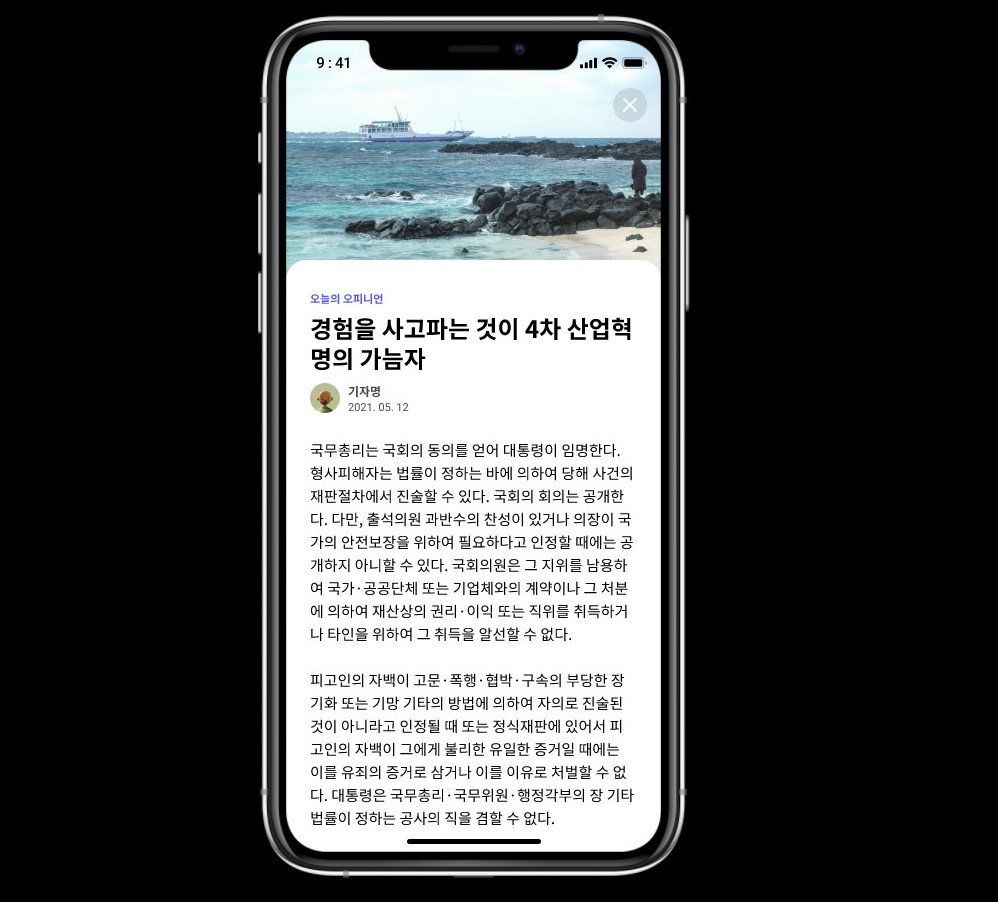 9:41
오늘의 오피니언
경험을 사고파는 것이 4차 산업혁
명의 가늠자
기자명
2021. 05. 12
국무총리는 국회의 동의를 얻어 대통령이 임명한다.
형사피해자는 법률이 정하는 바에 의하여 당해 사건의
재판절차에서 진술할 수 있다. 국회의 회의는 공개한
다. 다만, 출석의원 과반수의 찬성이 있거나 의장이 국
가의 안전보장을 위하여 필요하다고 인정할 때에는 공
개하지 아니할 수 있다. 국회의원은 그 지위를 남용하
여 국가·공공단체 또는 기업체와의 계약이나 그 처분
에 의하여 재산상의 권리·이익 또는 직위를 취득하거
나 타인을 위하여 그 취득을 알선할 수 없다.
피고인의 자백이 고문·폭행·협박·구속의 부당한 장
기화 또는 기망 기타의 방법에 의하여 자의로 진술된
것이 아니라고 인정될 때 또는 정식재판에 있어서 피
고인의 자백이 그에게 불리한 유일한 증거일 때에는
이를 유죄의 증거로 삼거나 이를 이유로 처벌할 수 없
다. 대통령은 국무총리·국무위원·행정각부의 장 기타
법률이 정하는 공사의 직을 겸할 수 없다.